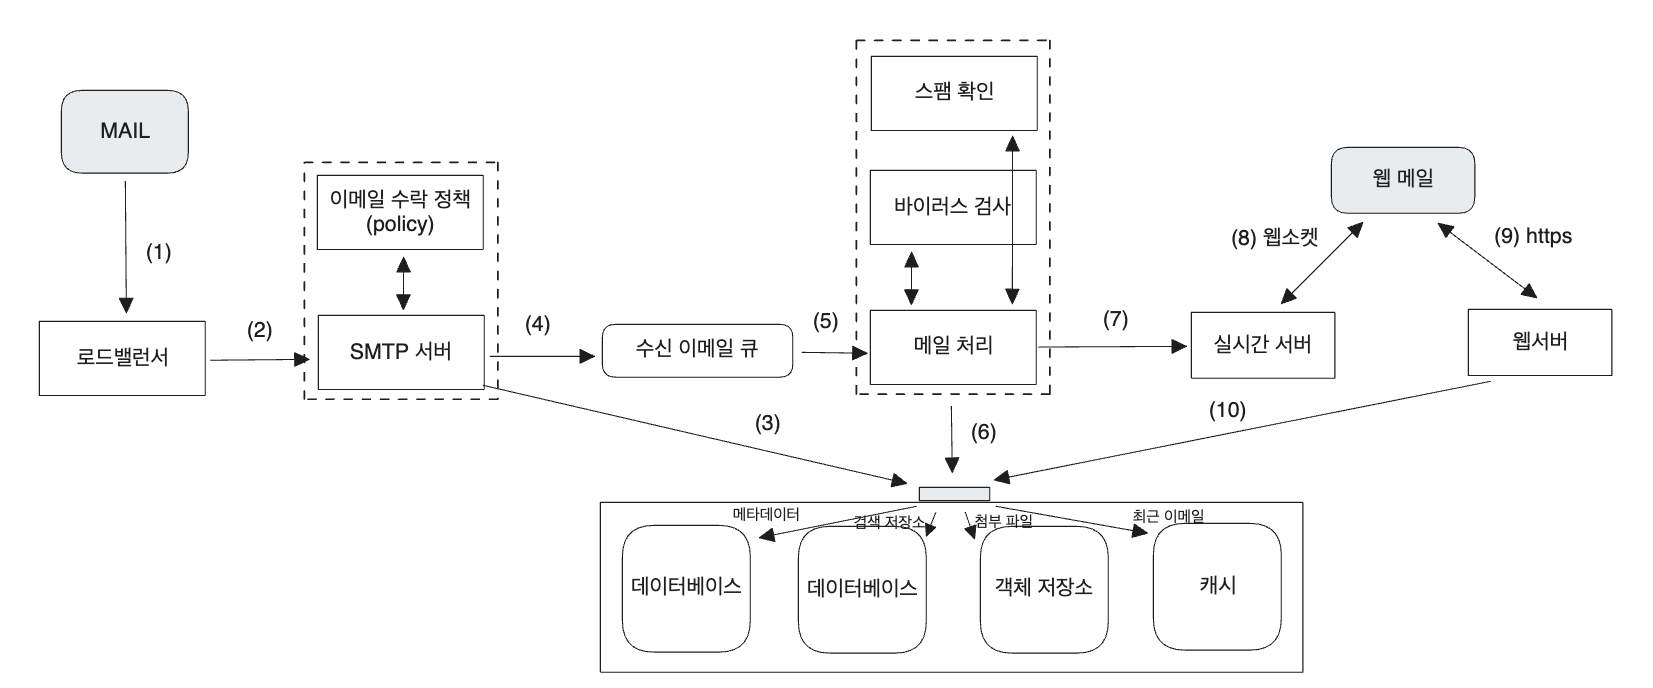 MAIL
(1)
로드밸런서
(2)
이메일 수락 정책
(policy)
SMTP 서버
(3)
(4)
수신 이메일 큐
(5)
스팸 확인
바이러스 검사
메일 처리
(6)
(7)
실시간 서버
웹 메일
(8) 웹소켓
(9) https
웹서버
(10)
메타데이터
검색 저장소
첨부 파일
최근 이메일
데이터베이스
데이터베이스
객체 저장소
캐시